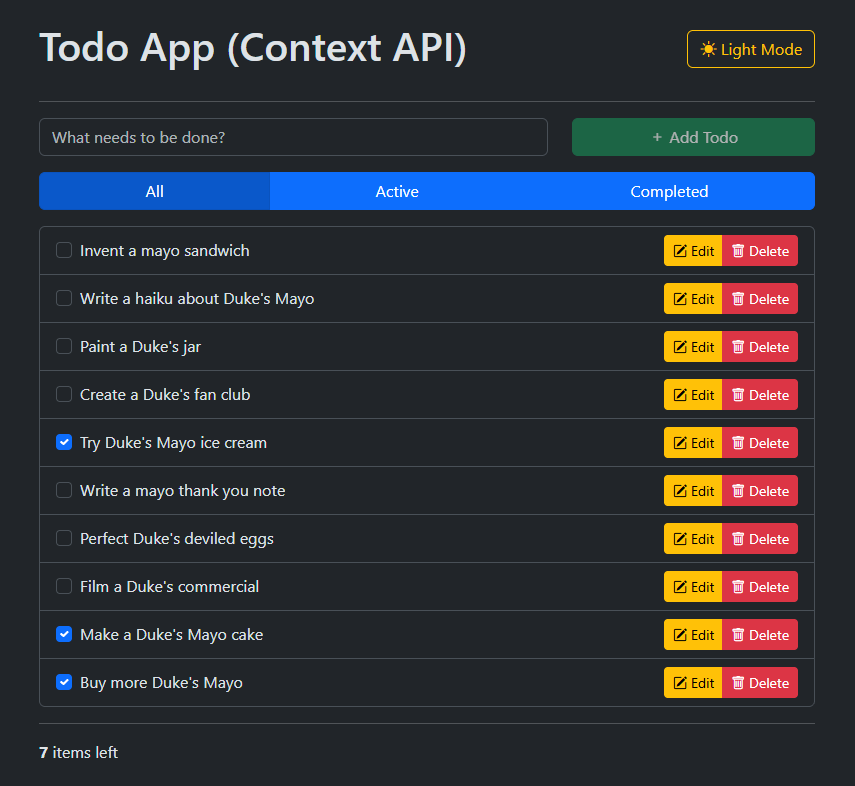 Todo App (Context API)
Light Mode
What needs to be done?
+ Add Todo
All
Active
Completed
Invent a mayo sandwich
Edit
Delete
Write a haiku about Duke's Mayo
Edit
Delete
Paint a Duke's jar
Edit
Delete
Create a Duke's fan club
Edit
Delete
Try Duke's Mayo ice cream
Edit
Delete
Write a mayo thank you note
Edit
Delete
Perfect Duke's deviled eggs
Edit
Delete
Film a Duke's commercial
Edit
Delete
Make a Duke's Mayo cake
Edit
Delete
Buy more Duke's Mayo
Edit
Delete
7 items left